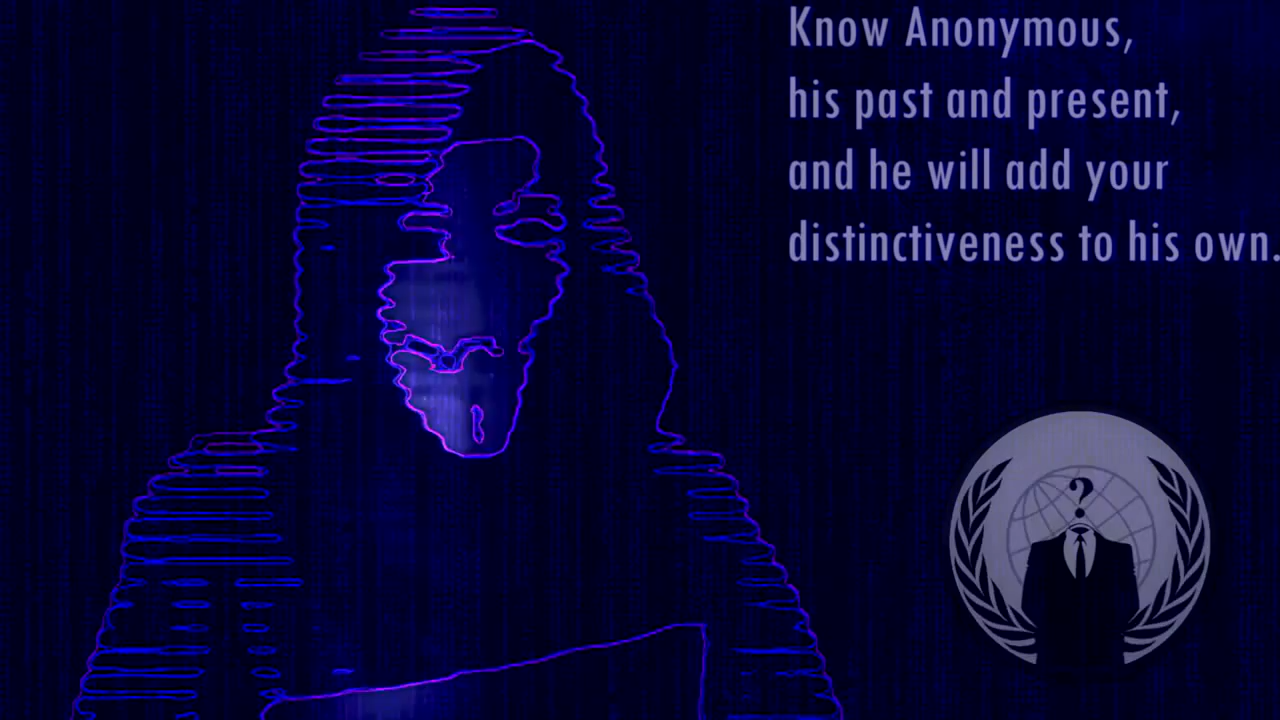 Know Anonymous,
his past and present,
and he will add your
distinctiveness to his own.
?